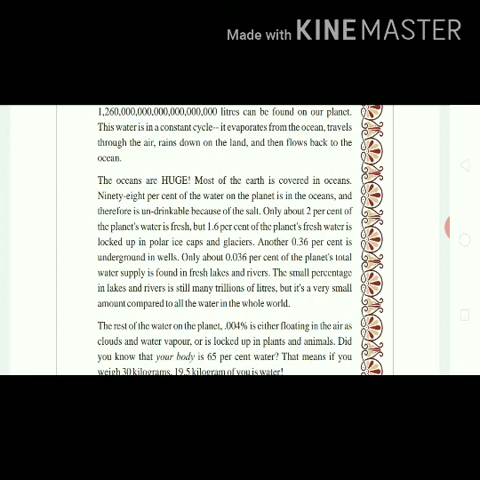 Made with KINEMASTER
1,260,000,000,000,000,000,000 litres can be found on our planet.
This water is in a constant cycle-- it evaporates from the ocean, travels
through the air, rains down on the land, and then flows back to the
ocean.
The oceans are HUGE! Most of the earth is covered in oceans.
Ninety-eight per cent of the water on the planet is in the oceans, and
therefore is un-drinkable because of the salt. Only about 2 per cent of
the planet's water is fresh, but 1.6 per cent of the planet's fresh water is
locked up in polar ice caps and glaciers. Another 0.36 per cent is
underground in wells. Only about 0.036 per cent of the planet's total
water supply is found in fresh lakes and rivers. The small percentage
in lakes and rivers is still many trillions of litres, but it's a very small
amount compared to all the water in the whole world.
The rest of the water on the planet, .004% is either floating in the air as
clouds and water vapour, or is locked up in plants and animals. Did
you know that your body is 65 per cent water? That means if you
weigh 30 kilograms, 19.5 kilogram of you is water!